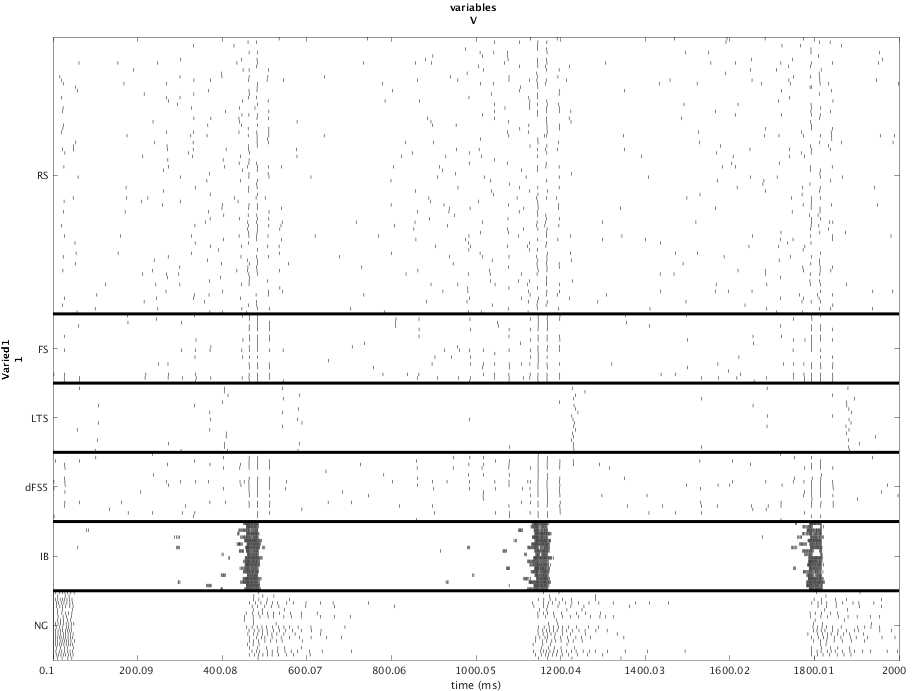 variables
V
RS
FS
LTS
dFS5
IB
NG
Varied1
1
0.1 200.09 400.08 600.07 800.06 1000.05 1200.04 1400.03 1600.02 1800.01 2000
time (ms)